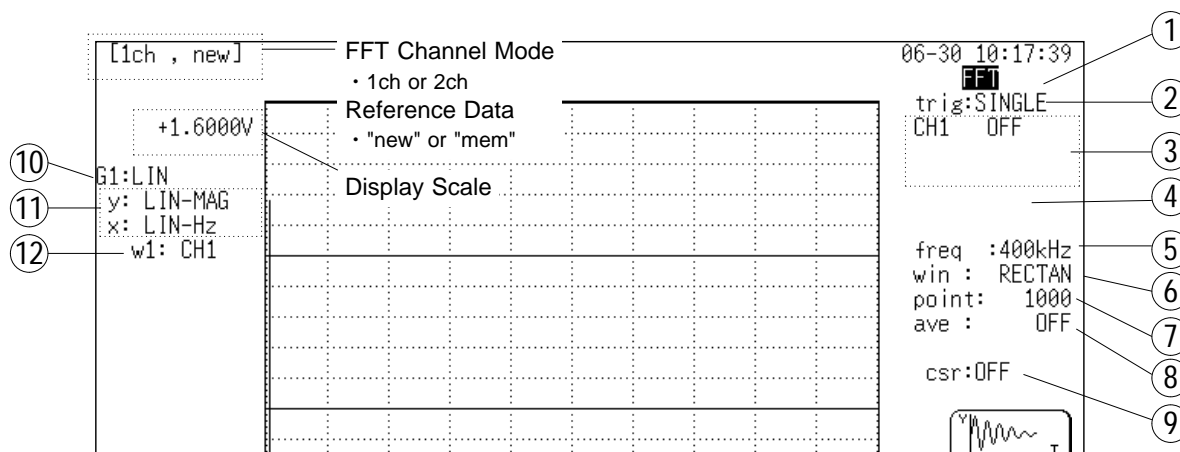 [1ch , new]
FFT Channel Mode
・1ch or 2ch
Reference Data
・"new" or "mem"
Display Scale
+1.6000V
G1:LIN
y: LIN-MAG
x: LIN-Hz
w1: CH1
10
11
12
06-30 10:17:39
FFT
trig:SINGLE
CH1 OFF
freq :400kHz
win : RECTAN
point: 1000
ave : OFF
csr:OFF
Y
T
1
2
3
4
5
6
7
8
9